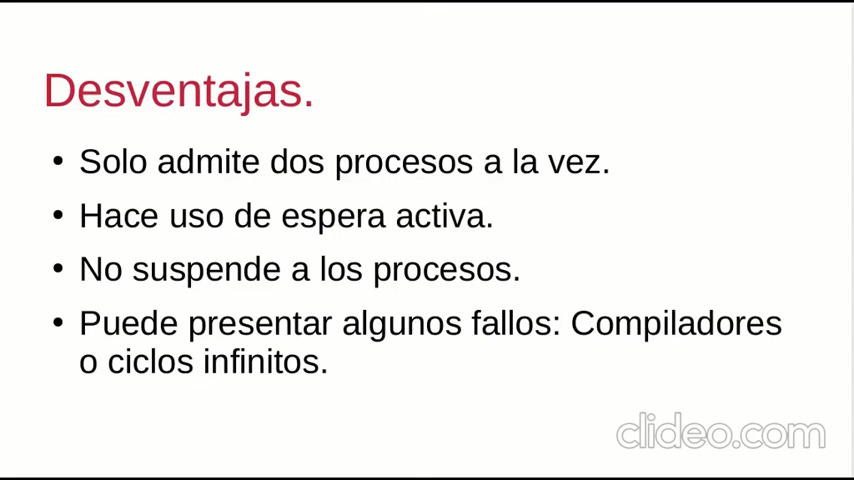 Desventajas.
• Solo admite dos procesos a la vez.
• Hace uso de espera activa.
• No suspende a los procesos.
• Puede presentar algunos fallos: Compiladores
o ciclos infinitos.
clideo.com